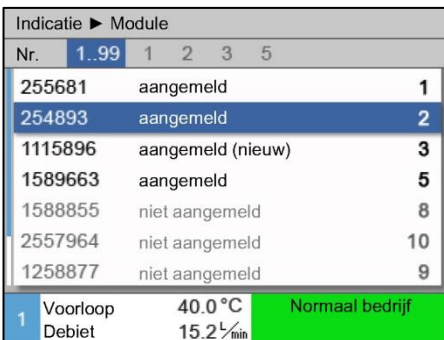 Indicatie ► Module
Nr. 1..99 1 2 3 5
255681 aangemeld 1
254893 aangemeld 2
1115896 aangemeld (nieuw) 3
1589663 aangemeld 5
1588855 niet aangemeld 8
2557964 niet aangemeld 10
1258877 niet aangemeld 9
1 Voorloop 40.0 °C Normaal bedrijf
Debiet 15.2 L/min